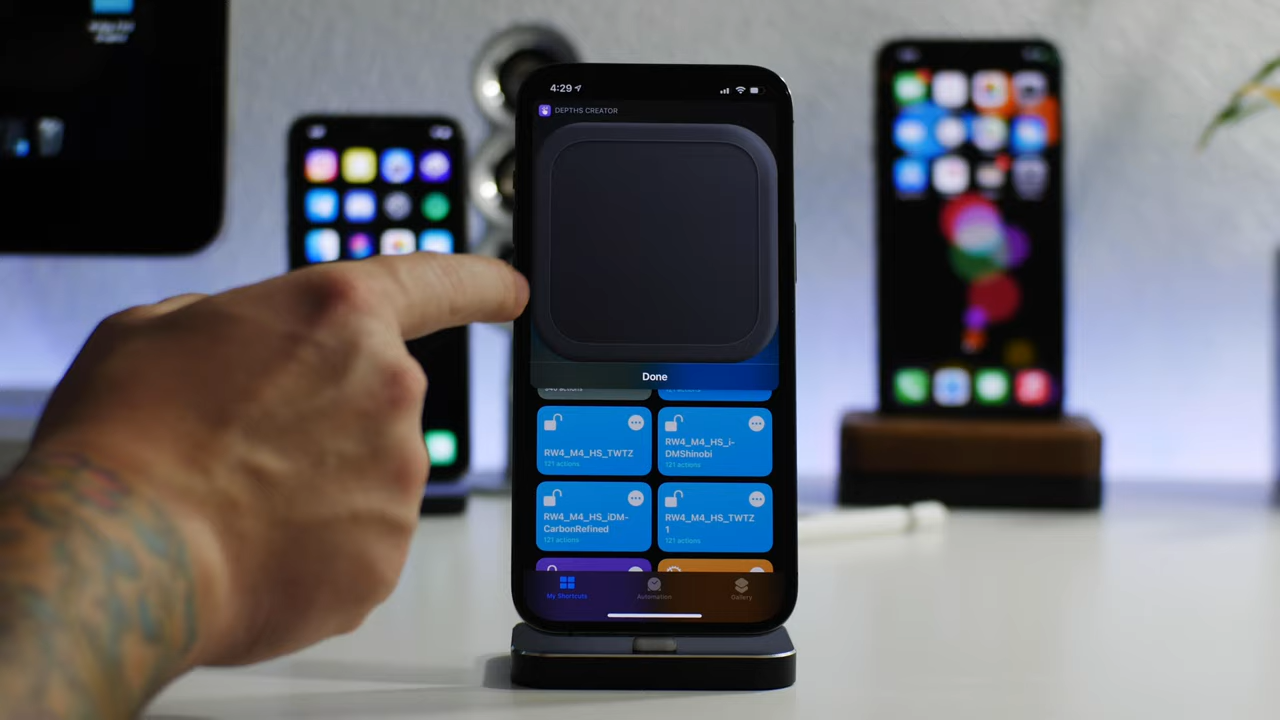 4:29
DEPTHS CREATOR
Done
RW4_M4_HS_TWTZ
121 actions
RW4_M4_HS_i-
DMShinobi
121 actions
RW4_M4_HS_iDM-
CarbonRefined
121 actions
RW4_M4_HS_TWTZ
1
121 actions
My Shortcuts
Automation
Gallery